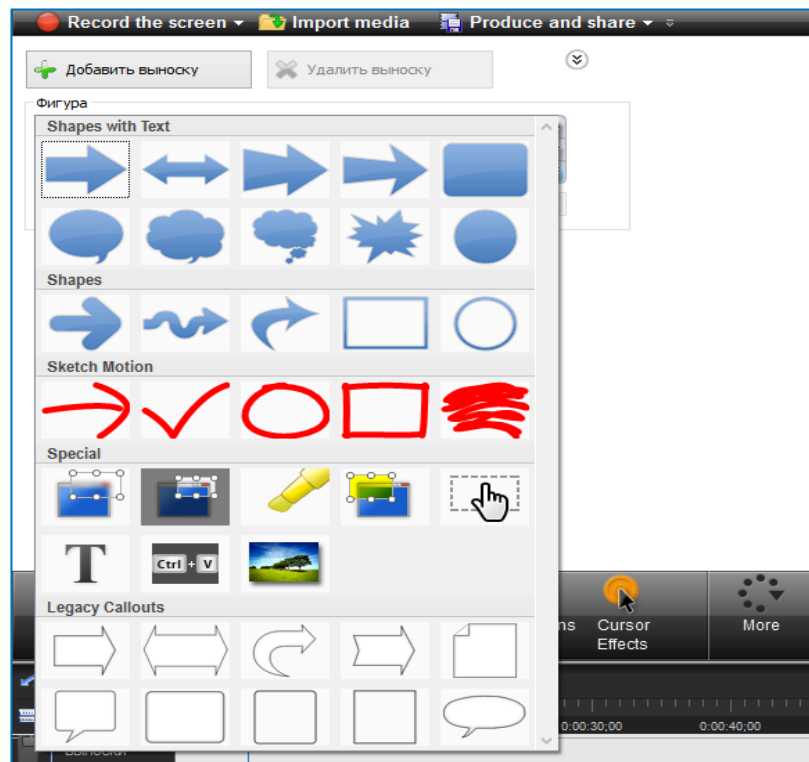 Record the screen Import media Produce and share
Добавить выноску Удалить выноску
Фигура
Shapes with Text
Shapes
Sketch Motion
Special
T Ctrl + V
Legacy Callouts
Cursor Effects
More
0:00:30;00 0:00:40;00